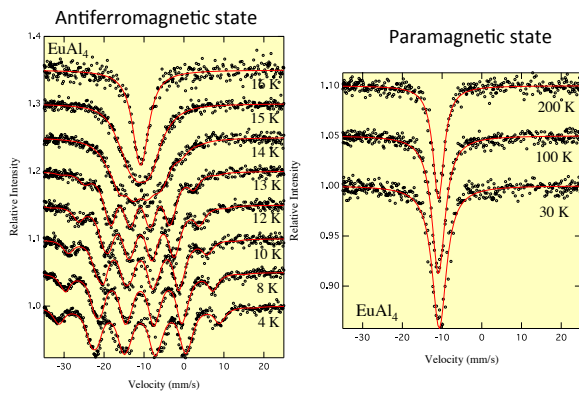 Antiferromagnetic state
EuAl4
1.4
1.3
1.2
1.1
1.0
Relative Intensity
16 K
15 K
14 K
13 K
12 K
10 K
8 K
4 K
-30
-20
-10
0
10
20
Velocity (mm/s)
Paramagnetic state
1.10
1.05
1.00
0.95
0.90
Relative Intensity
200 K
100 K
30 K
EuAl4
-30
-20
-10
0
10
20
Velocity (mm/s)